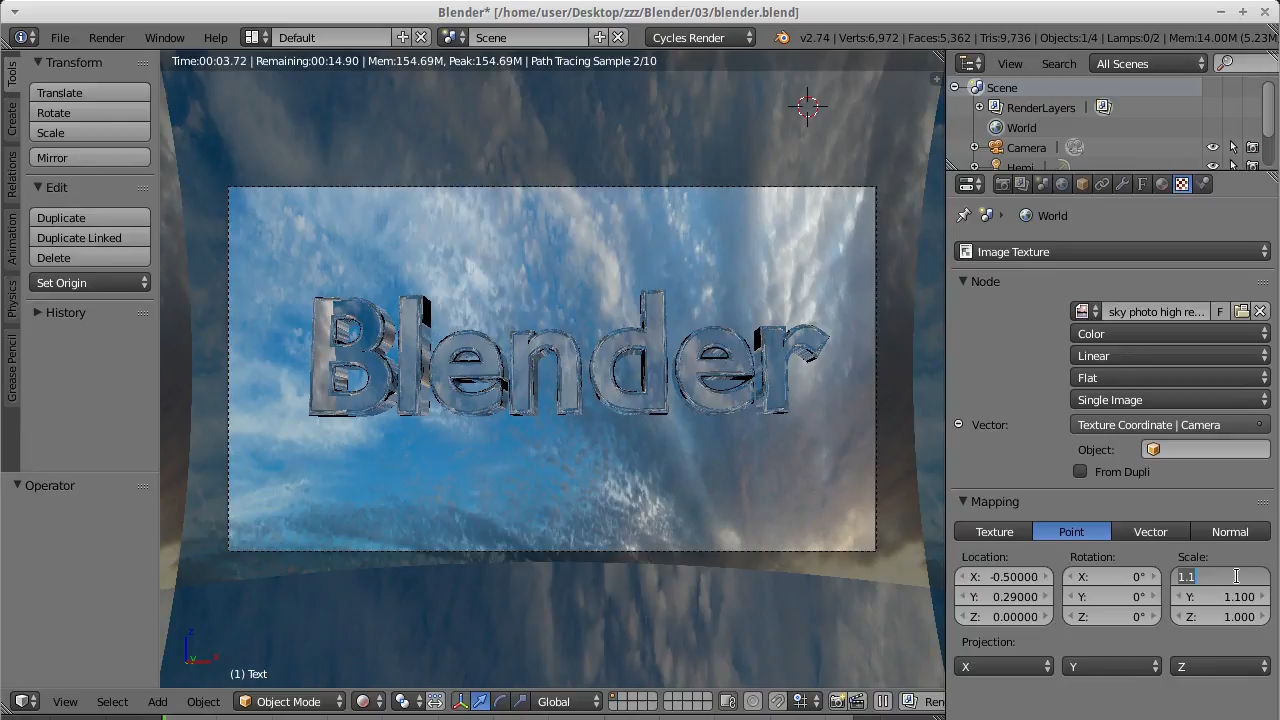 Blender* [/home/user/Desktop/zzz/Blender/03/blender.blend]
File Render Window Help Default Scene Cycles Render v2.74 | Verts:6,972 | Faces:5,362 | Tris:9,736 | Objects:1/4 | Lamps:0/2 | Mem:14.00M (5.23M
Time:00:03.72 | Remaining:00:14.90 | Mem:154.69M, Peak:154.69M | Path Tracing Sample 2/10
Tools
Create
Relations
Animation
Physics
Grease Pencil
Transform
Translate
Rotate
Scale
Mirror
Edit
Duplicate
Duplicate Linked
Delete
Set Origin
History
Operator
Blender
(1) Text
View Select Add Object Object Mode Global Ren
View Search All Scenes
Scene
RenderLayers
World
Camera
Hemi
World
Image Texture
Node
sky photo high re... F
Color
Linear
Flat
Single Image
Vector: Texture Coordinate | Camera
Object:
From Dupli
Mapping
Texture Point Vector Normal
Location: Rotation: Scale:
X: -0.50000 X: 0° 1.1
Y: 0.29000 Y: 0° Y: 1.100
Z: 0.00000 Z: 0° Z: 1.000
Projection:
X Y Z